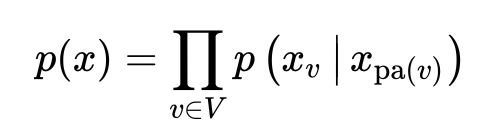 p(x) = ∏_{v∈V} p(x_v | x_{pa(v)})